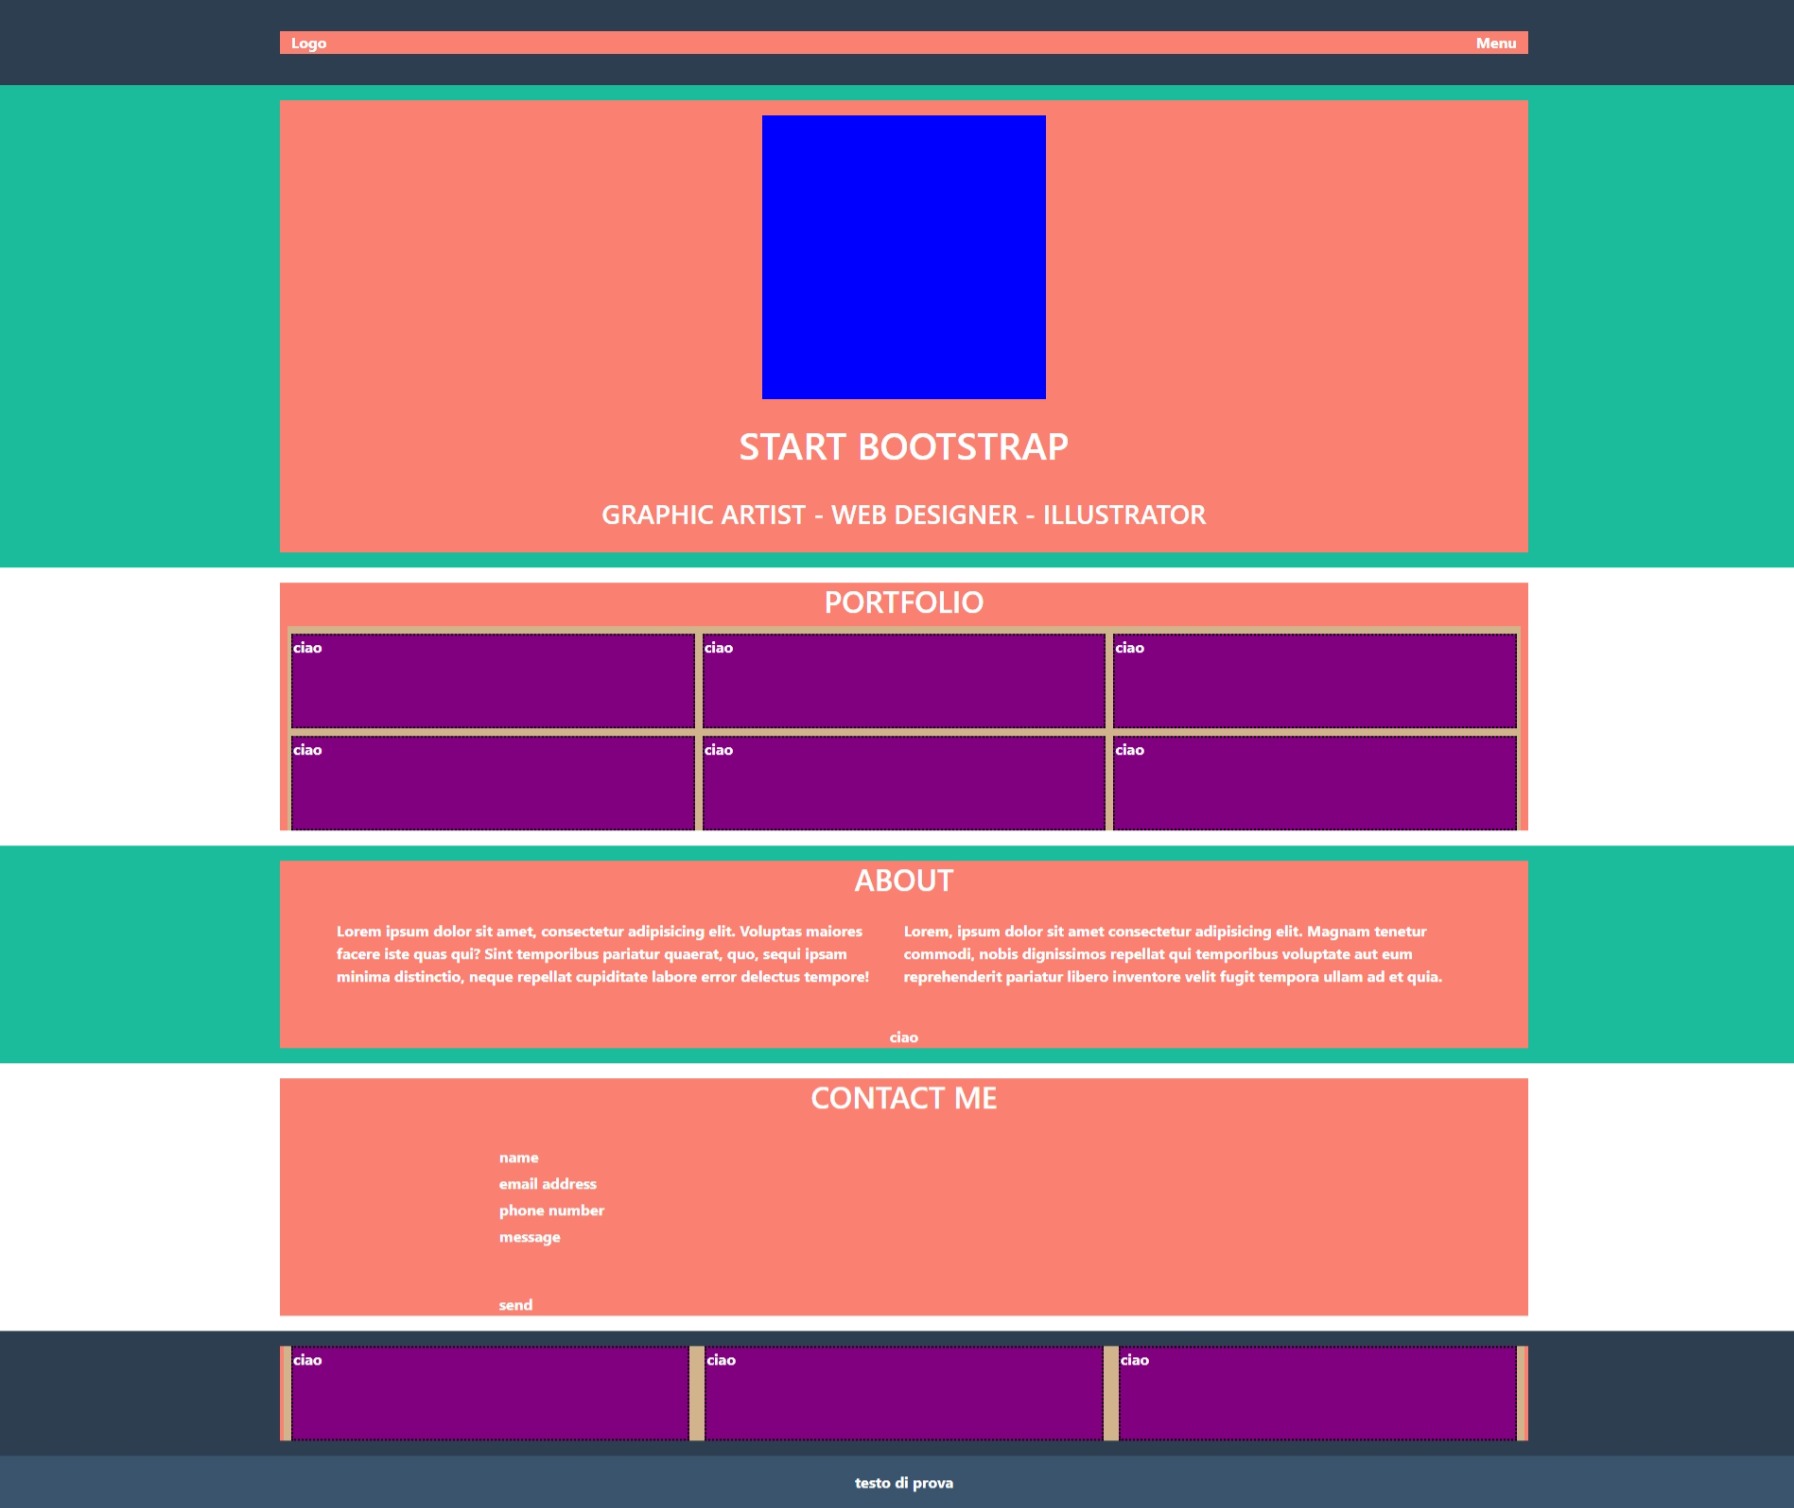 Logo
Menu
START BOOTSTRAP
GRAPHIC ARTIST - WEB DESIGNER - ILLUSTRATOR
PORTFOLIO
ciao
ciao
ciao
ciao
ciao
ciao
ABOUT
Lorem ipsum dolor sit amet, consectetur adipisicing elit. Voluptas maiores
facere iste quas qui? Sint temporibus pariatur quaerat, quo, sequi ipsam
minima distinctio, neque repellat cupiditate labore error delectus tempore!
Lorem, ipsum dolor sit amet consectetur adipisicing elit. Magnam tenetur
commodi, nobis dignissimos repellat qui temporibus voluptate aut eum
reprehenderit pariatur libero inventore velit fugit tempora ullam ad et quia.
ciao
CONTACT ME
name
email address
phone number
message
send
ciao
ciao
ciao
testo di prova